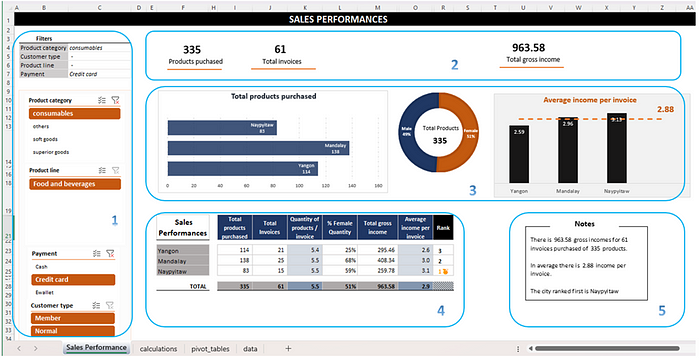 A B C D E F G H I J K L M N O P Q R S T U V W X Y Z AA
SALES PERFORMANCES
Filters
Product category consumables
Customer type -
Product line -
Payment Credit card
335
Products puchased
61
Total invoices
963.58
Total gross income
2
Product category
consumables
others
soft goods
superior goods
Product line
Food and beverages
1
Payment
Cash
Credit card
Ewallet
Customer type
Member
Normal
Total products purchased
Naypyitaw
83
Mandalay
138
Yangon
114
0 20 40 60 80 100 120 140 160
Male
49%
Total Products
335
Female
51%
3
Average income per invoice
2.88
2.59
2.96
3.13
Yangon Mandalay Naypyitaw
Sales Performances
Total products purchased
Total Invoices
Quantity of products / invoice
% Female Quantity
Total gross income
Average income per invoice
Rank
Yangon 114 21 5.4 25% 295.46 2.6 3
Mandalay 138 25 5.5 68% 408.34 3.0 2
Naypyitaw 83 15 5.5 59% 259.78 3.1 1
TOTAL 335 61 5.5 51% 963.58 2.9
4
Notes
There is 963.58 gross incomes for 61
invoices purchased of 335 products.
In average there is 2.88 income per
invoice.
The city ranked first is Naypyitaw
5
Sales Performance calculations pivot_tables data +